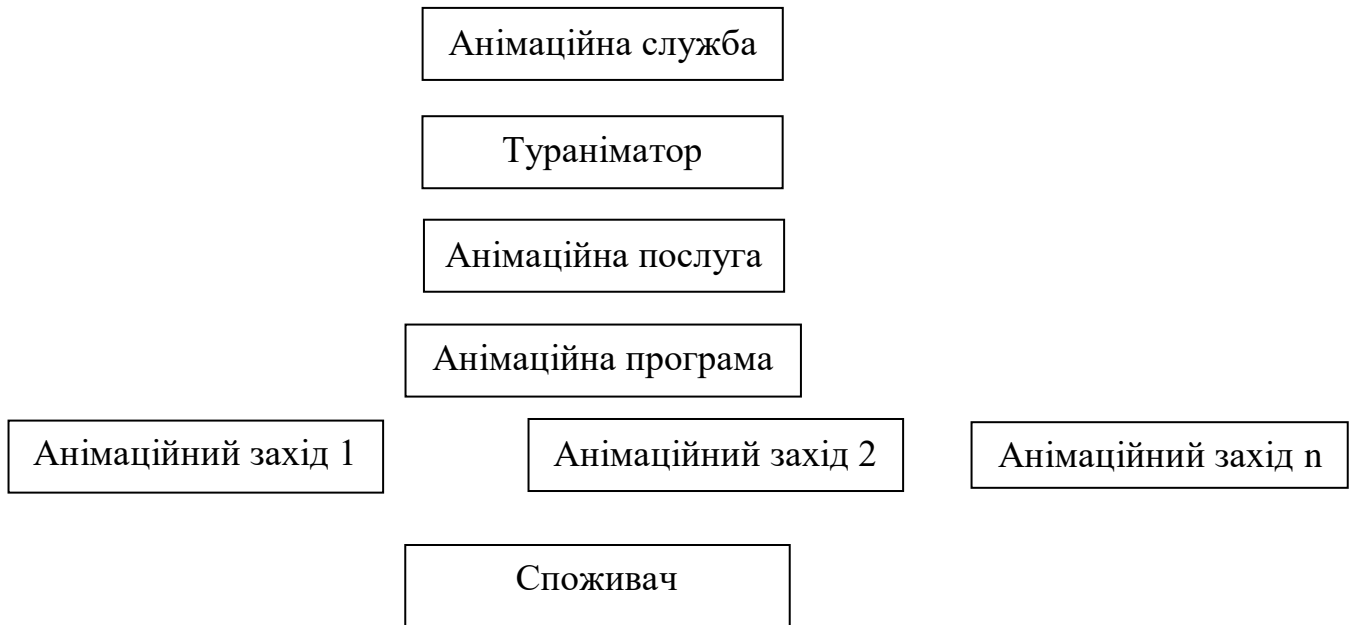 Анімаційна служба
Тураніматор
Анімаційна послуга
Анімаційна програма
Анімаційний захід 1
Анімаційний захід 2
Анімаційний захід n
Споживач